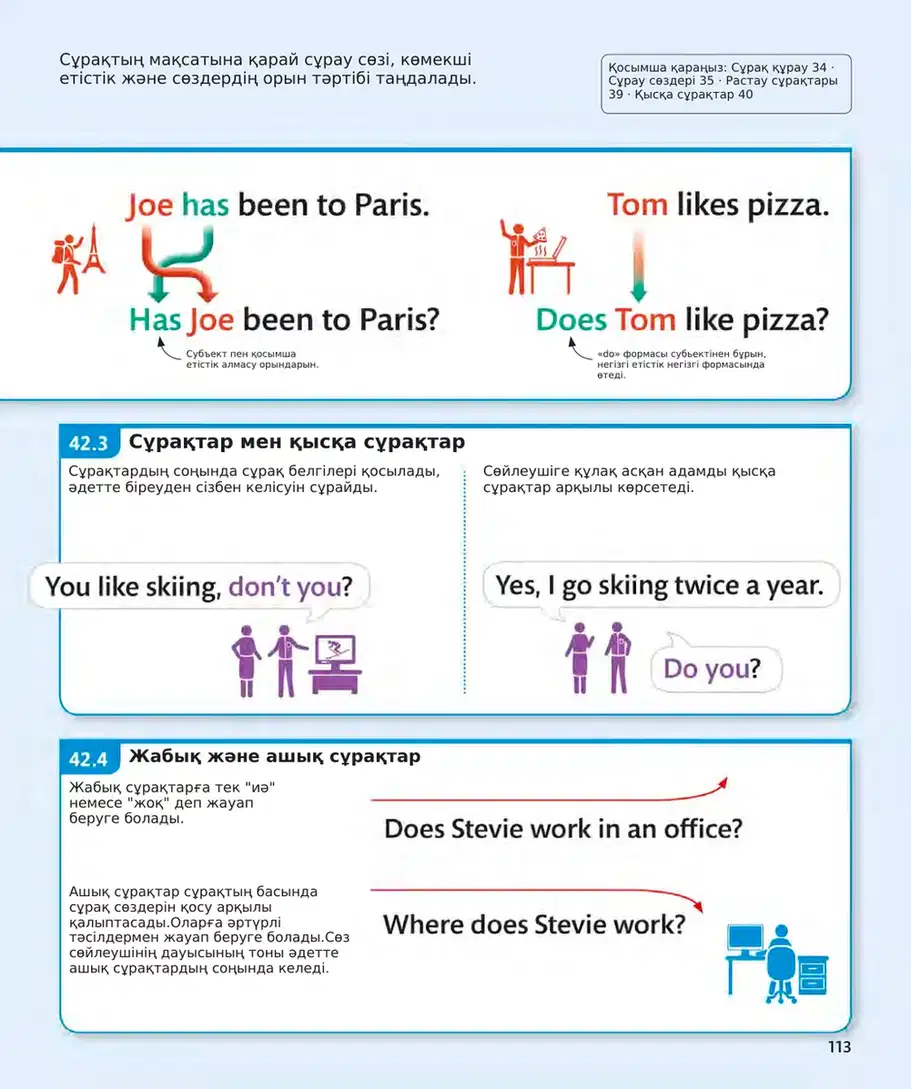 Сұрақтың мақсатына қарай сұрау сөзі, көмекші
етістік және сөздердің орын тәртібі таңдалады.
Қосымша қараңыз: Сұрақ құрау 34 ·
Сұрау сөздері 35 · Растау сұрақтары
39 · Қысқа сұрақтар 40
Joe has been to Paris.
Has Joe been to Paris?
Субъект пен қосымша
етістік алмасу орындарын.
Tom likes pizza.
Does Tom like pizza?
«do» формасы субьектінен бұрын,
негізгі етістік негізгі формасында
өтеді.
42.3 Сұрақтар мен қысқа сұрақтар
Сұрақтардың соңында сұрақ белгілері қосылады,
әдетте біреуден сізбен келісуін сұрайды.
You like skiing, don't you?
Сөйлеушіге құлақ асқан адамды қысқа
сұрақтар арқылы көрсетеді.
Yes, I go skiing twice a year.
Do you?
42.4 Жабық және ашық сұрақтар
Жабық сұрақтарға тек "иә"
немесе "жоқ" деп жауап
беруге болады.
Does Stevie work in an office?
Ашық сұрақтар сұрақтың басында
сұрақ сөздерін қосу арқылы
қалыптасады.Оларға әртүрлі
тәсілдермен жауап беруге болады.Сөз
сөйлеушінің дауысының тоны әдетте
ашық сұрақтардың соңында келеді.
Where does Stevie work?
113